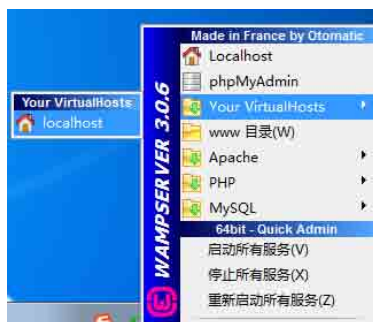 Made in France by Otomatic
Localhost
phpMyAdmin
Your VirtualHosts
Your VirtualHosts
localhost
www 目录(W)
Apache
PHP
MySQL
64bit - Quick Admin
启动所有服务(V)
停止所有服务(X)
重新启动所有服务(Z)
WAMPSERVER 3.0.6